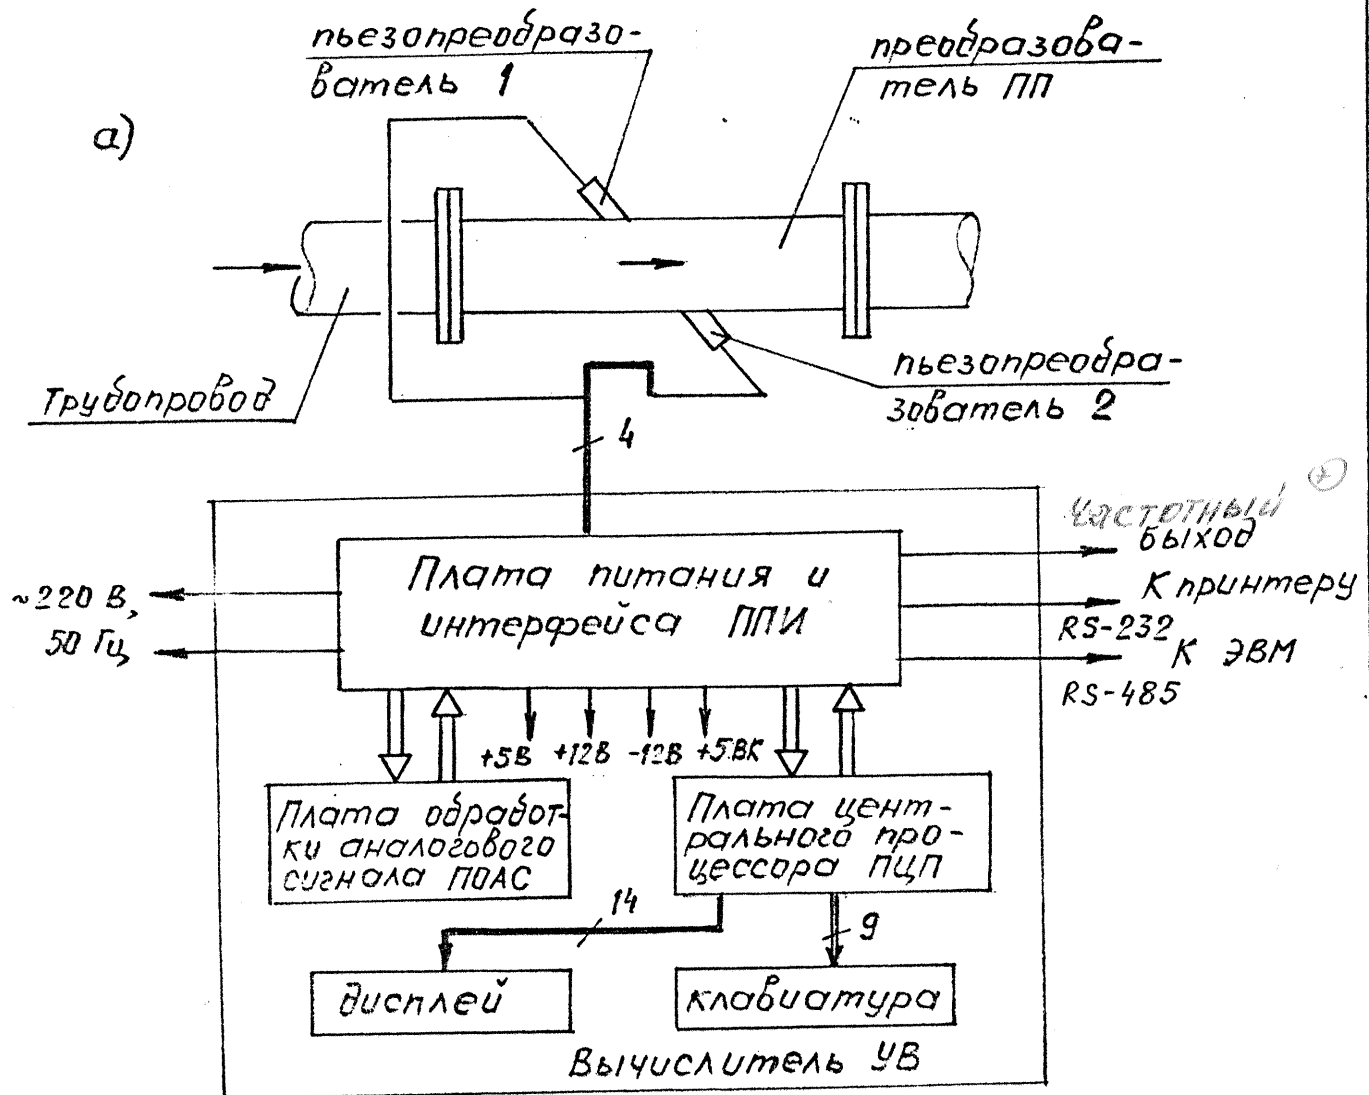 пьезопреобразо-
ватель 1
преобразова-
тель ПП
а)
пьезопреобра-
зователь 2
Трубопровод
4
Частотный
выход
К принтеру
RS-232
К ЭВМ
RS-485
~220 В,
50 Гц
Плата питания и
интерфейса ППИ
+5В +12В -12В +5ВК
Плата обработ-
ки аналогового
сигнала ПОАС
Плата цент-
рального про-
цессора ПЦП
14
9
дисплей
клавиатура
Вычислитель УВ